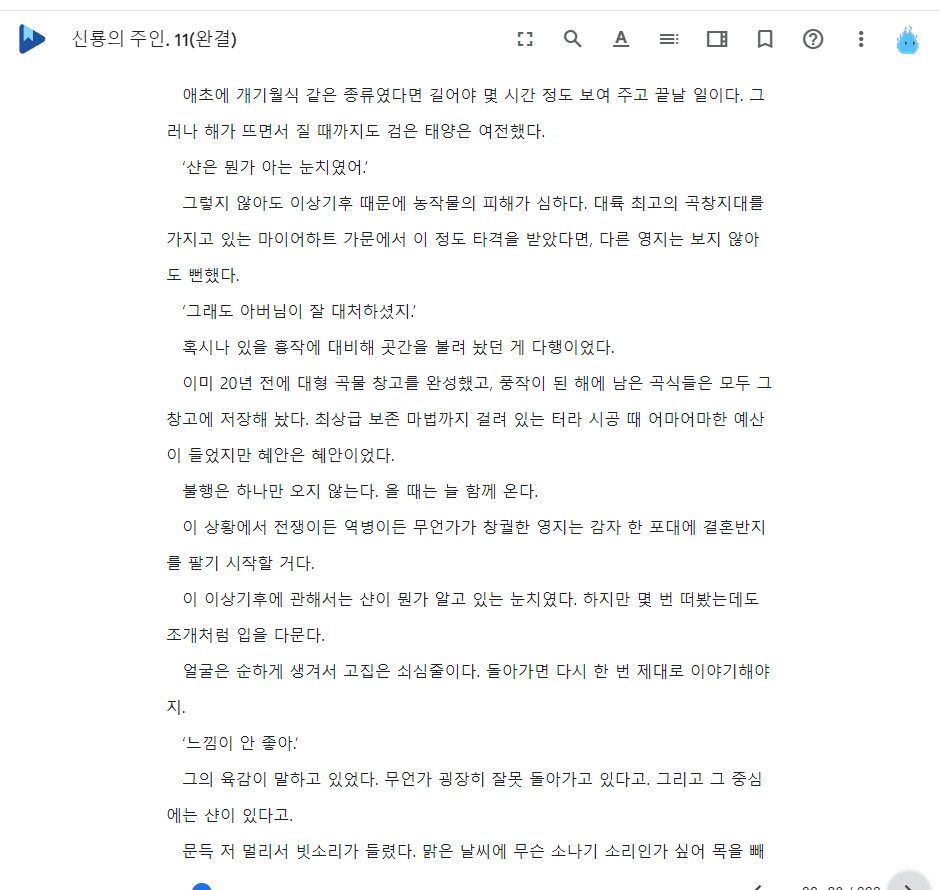 신룡의 주인. 11(완결)
애초에 개기월식 같은 종류였다면 길어야 몇 시간 정도 보여 주고 끝날 일이다. 그
러나 해가 뜨면서 질 때까지도 검은 태양은 여전했다.
‘샨은 뭔가 아는 눈치였어.’
그렇지 않아도 이상기후 때문에 농작물의 피해가 심하다. 대륙 최고의 곡창지대를
가지고 있는 마이어하트 가문에서 이 정도 타격을 받았다면, 다른 영지는 보지 않아
도 뻔했다.
‘그래도 아버님이 잘 대처하셨지.’
혹시나 있을 흉작에 대비해 곳간을 불려 놨던 게 다행이었다.
이미 20년 전에 대형 곡물 창고를 완성했고, 풍작이 된 해에 남은 곡식들은 모두 그
창고에 저장해 놨다. 최상급 보존 마법까지 걸려 있는 터라 시공 때 어마어마한 예산
이 들었지만 혜안은 혜안이었다.
불행은 하나만 오지 않는다. 올 때는 늘 함께 온다.
이 상황에서 전쟁이든 역병이든 무언가가 창궐한 영지는 감자 한 포대에 결혼반지
를 팔기 시작할 거다.
이 이상기후에 관해서는 샨이 뭔가 알고 있는 눈치였다. 하지만 몇 번 떠봤는데도
조개처럼 입을 다문다.
얼굴은 순하게 생겨서 고집은 쇠심줄이다. 돌아가면 다시 한 번 제대로 이야기해야
지.
‘느낌이 안 좋아.’
그의 육감이 말하고 있었다. 무언가 굉장히 잘못 돌아가고 있다고. 그리고 그 중심
에는 샨이 있다고.
문득 저 멀리서 빗소리가 들렸다. 맑은 날씨에 무슨 소나기 소리인가 싶어 목을 빼